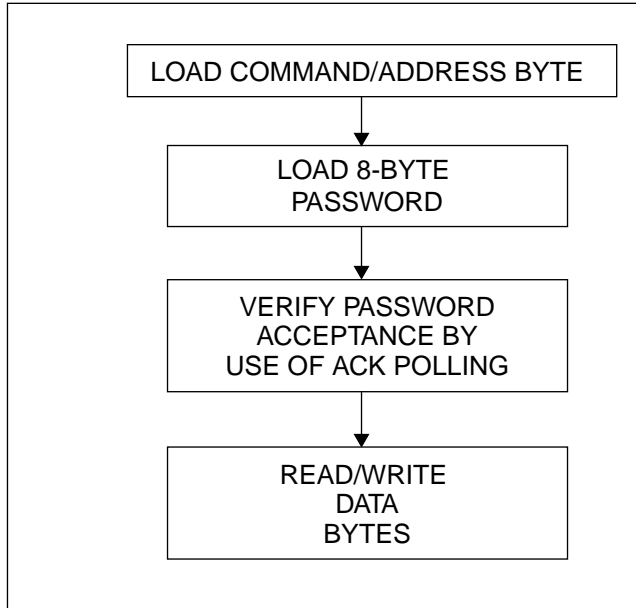 LOAD COMMAND/ADDRESS BYTE
LOAD 8-BYTE
PASSWORD
VERIFY PASSWORD
ACCEPTANCE BY
USE OF ACK POLLING
READ/WRITE
DATA
BYTES